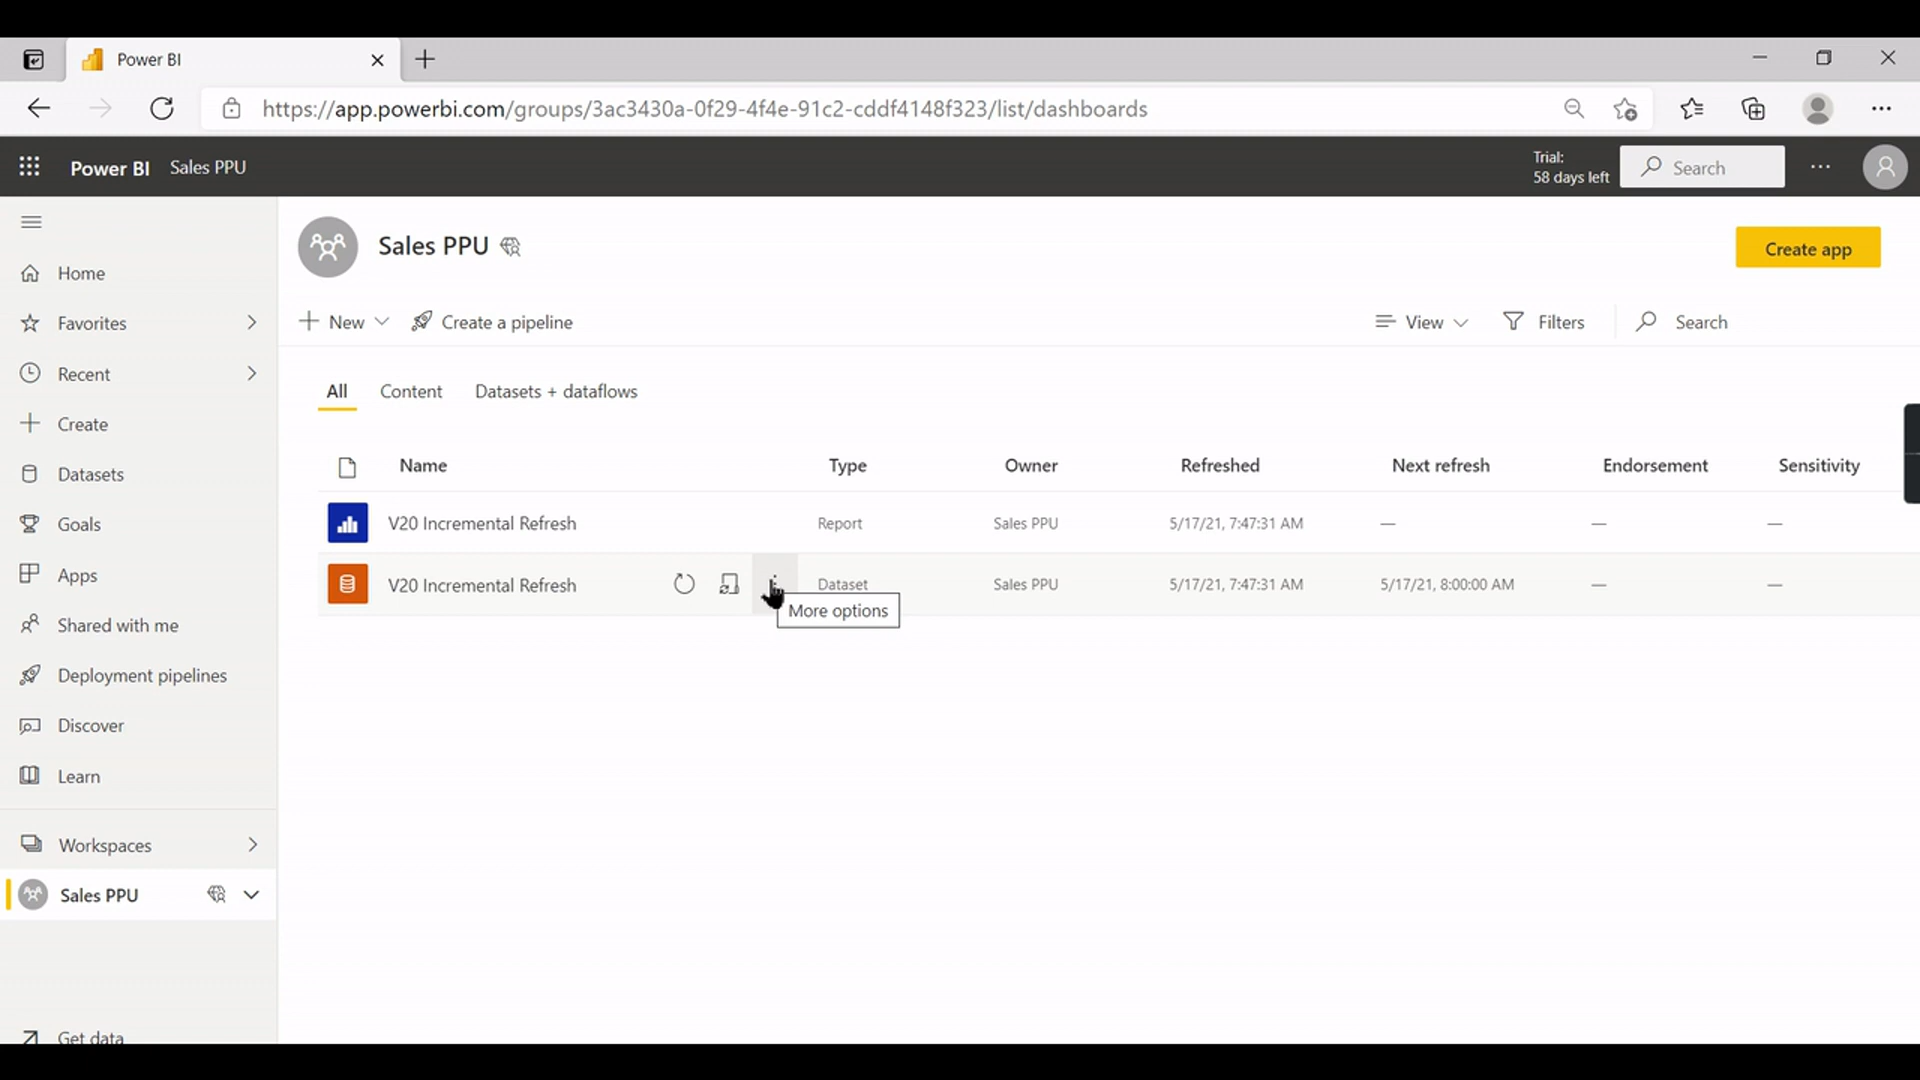 Power BI
https://app.powerbi.com/groups/3ac3430a-0f29-4f4e-91c2-cddf4148f323/list/dashboards
Power BI Sales PPU
Trial:
58 days left
Search
Sales PPU
Create app
Home
Favorites
Recent
Create
Datasets
Goals
Apps
Shared with me
Deployment pipelines
Discover
Learn
Workspaces
Sales PPU
Get data
New Create a pipeline View Filters Search
All Content Datasets + dataflows
Name Type Owner Refreshed Next refresh Endorsement Sensitivity
V20 Incremental Refresh Report Sales PPU 5/17/21, 7:47:31 AM — — —
V20 Incremental Refresh Dataset Sales PPU 5/17/21, 7:47:31 AM 5/17/21, 8:00:00 AM — —
More options